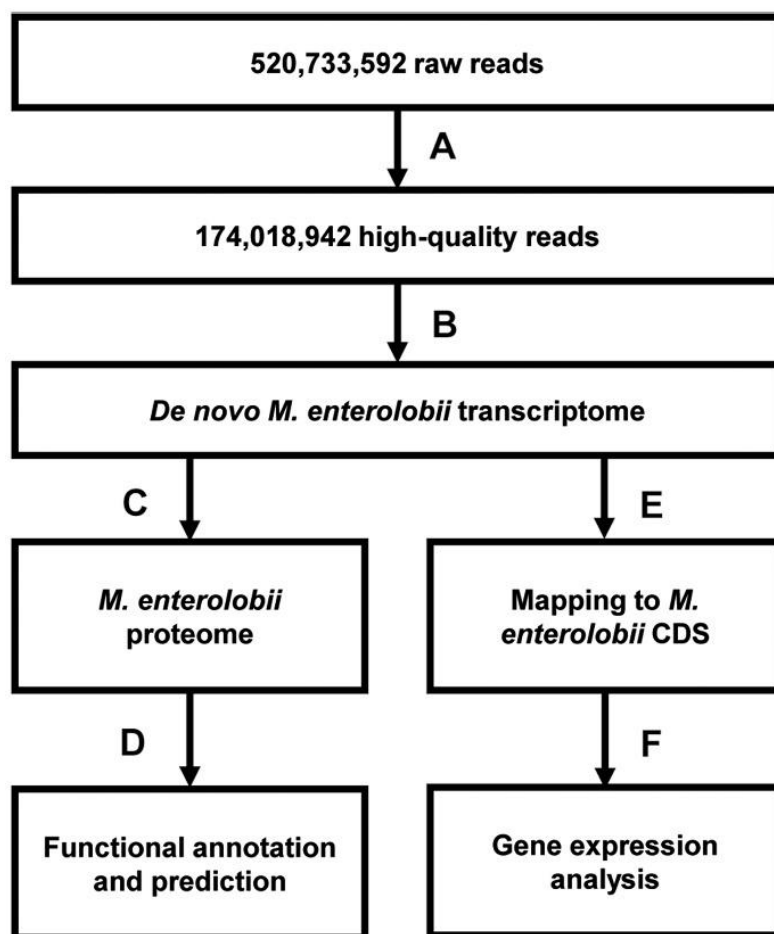 520,733,592 raw reads
A
174,018,942 high-quality reads
B
De novo M. enterolobii transcriptome
C
E
M. enterolobii
proteome
Mapping to M.
enterolobii CDS
D
F
Functional annotation
and prediction
Gene expression
analysis